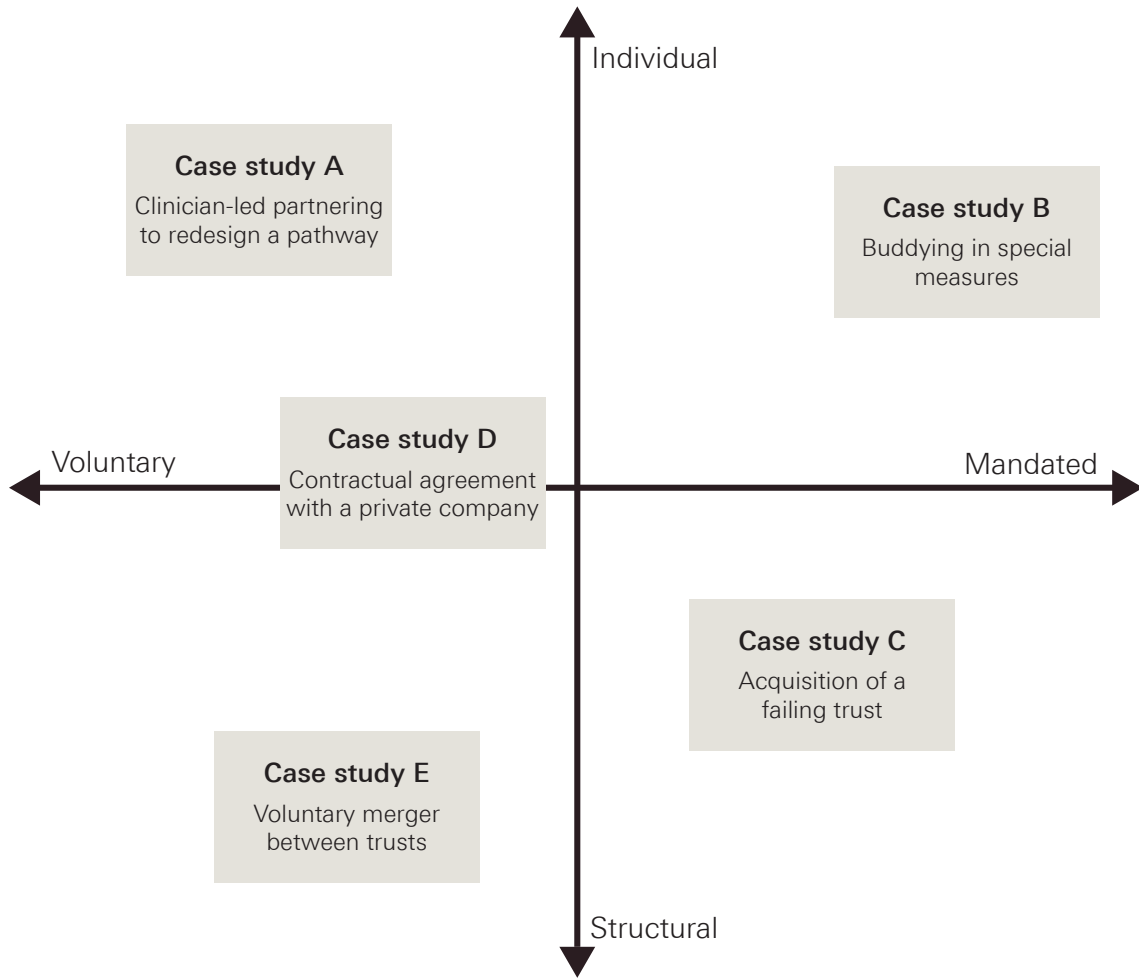 Individual
Case study A
Clinician-led partnering
to redesign a pathway
Case study B
Buddying in special
measures
Case study D
Contractual agreement
with a private company
Voluntary
Mandated
Case study C
Acquisition of a
failing trust
Case study E
Voluntary merger
between trusts
Structural